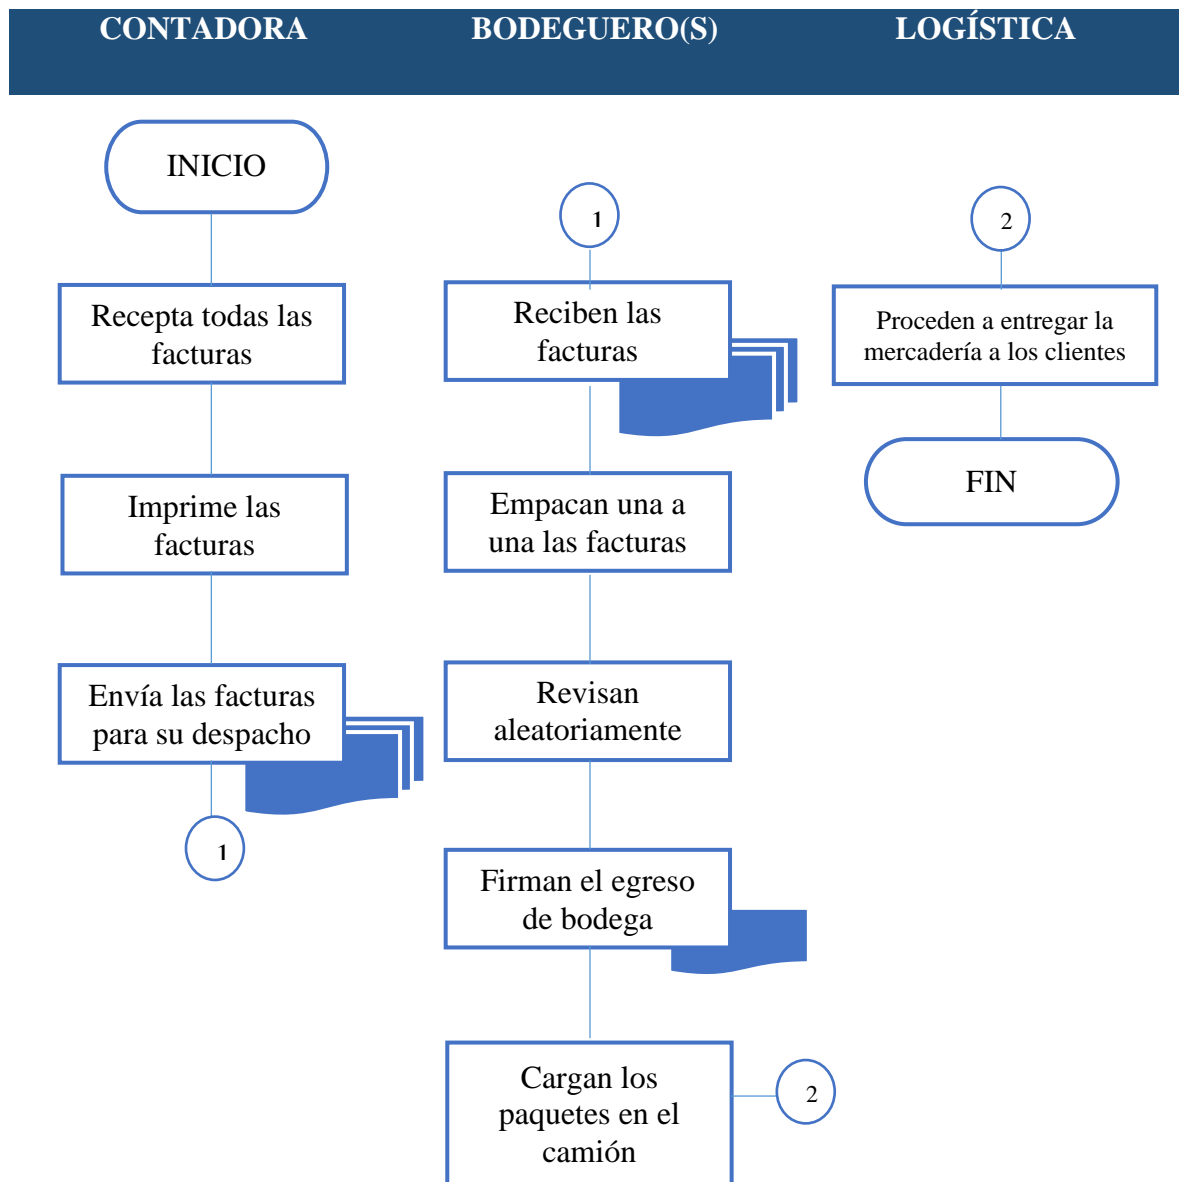 CONTADORA
BODEGUERO(S)
LOGÍSTICA
INICIO
Recepta todas las
facturas
Imprime las
facturas
Envía las facturas
para su despacho
1
1
Reciben las
facturas
Empacan una a
una las facturas
Revisan
aleatoriamente
Firman el egreso
de bodega
Cargan los
paquetes en el
camión
2
2
Proceden a entregar la
mercadería a los clientes
FIN